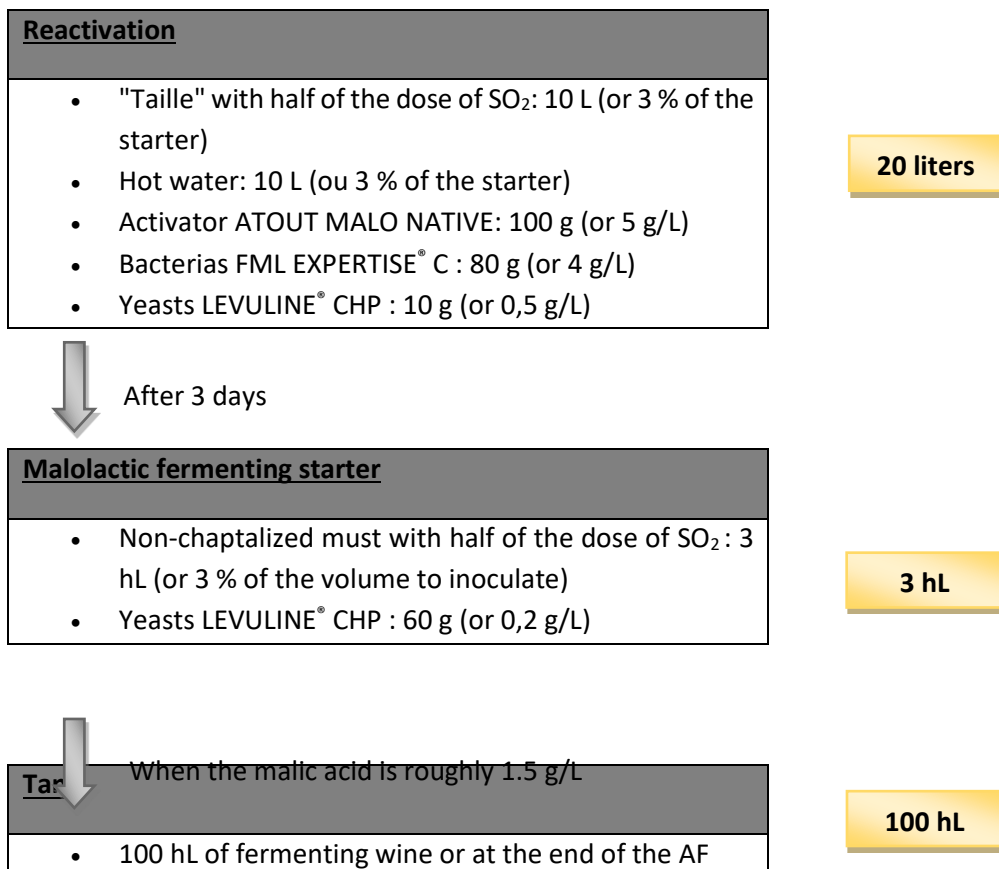 Reactivation
• "Taille" with half of the dose of SO₂: 10 L (or 3 % of the
starter)
• Hot water: 10 L (ou 3 % of the starter)
• Activator ATOUT MALO NATIVE: 100 g (or 5 g/L)
• Bacterias FML EXPERTISE® C : 80 g (or 4 g/L)
• Yeasts LEVULINE® CHP : 10 g (or 0,5 g/L)
20 liters
After 3 days
Malolactic fermenting starter
• Non-chaptalized must with half of the dose of SO₂ : 3
hL (or 3 % of the volume to inoculate)
• Yeasts LEVULINE® CHP : 60 g (or 0,2 g/L)
3 hL
When the malic acid is roughly 1.5 g/L
• 100 hL of fermenting wine or at the end of the AF
100 hL